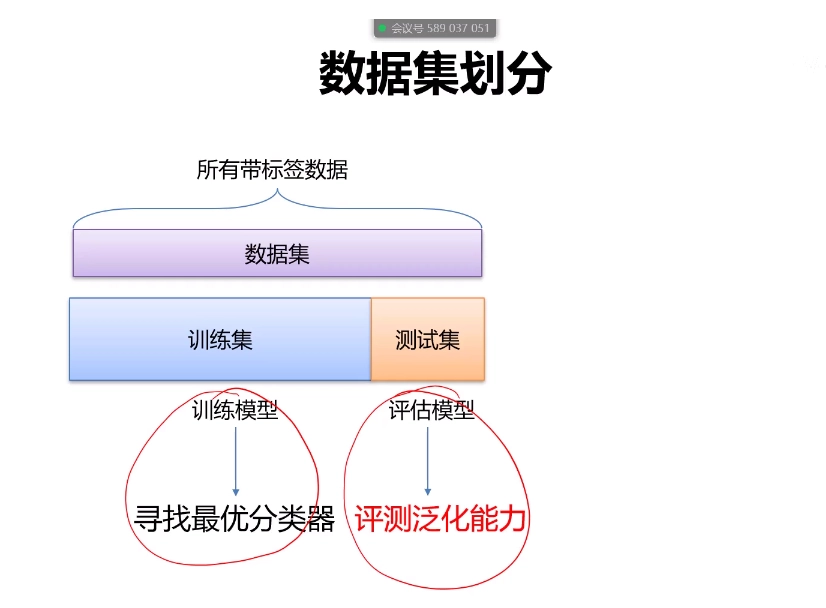 会议号 589 037 051
数据集划分
所有带标签数据
数据集
训练集 测试集
训练模型 评估模型
寻找最优分类器 评测泛化能力